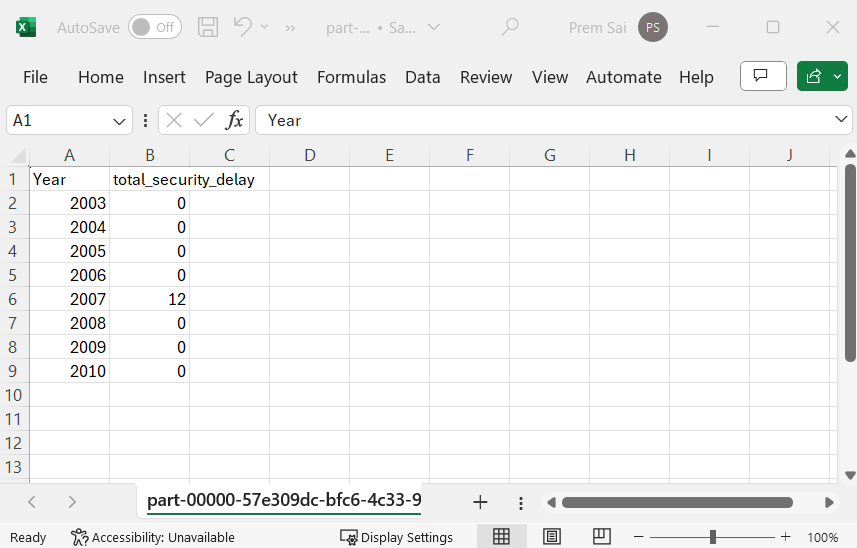 AutoSave Off part-... • Sa... Prem Sai PS
File Home Insert Page Layout Formulas Data Review View Automate Help
A1 fx Year
A B C D E F G H I J
1 Year total_security_delay
2 2003 0
3 2004 0
4 2005 0
5 2006 0
6 2007 12
7 2008 0
8 2009 0
9 2010 0
10
11
12
13
part-00000-57e309dc-bfc6-4c33-9
Ready Accessibility: Unavailable Display Settings 100%